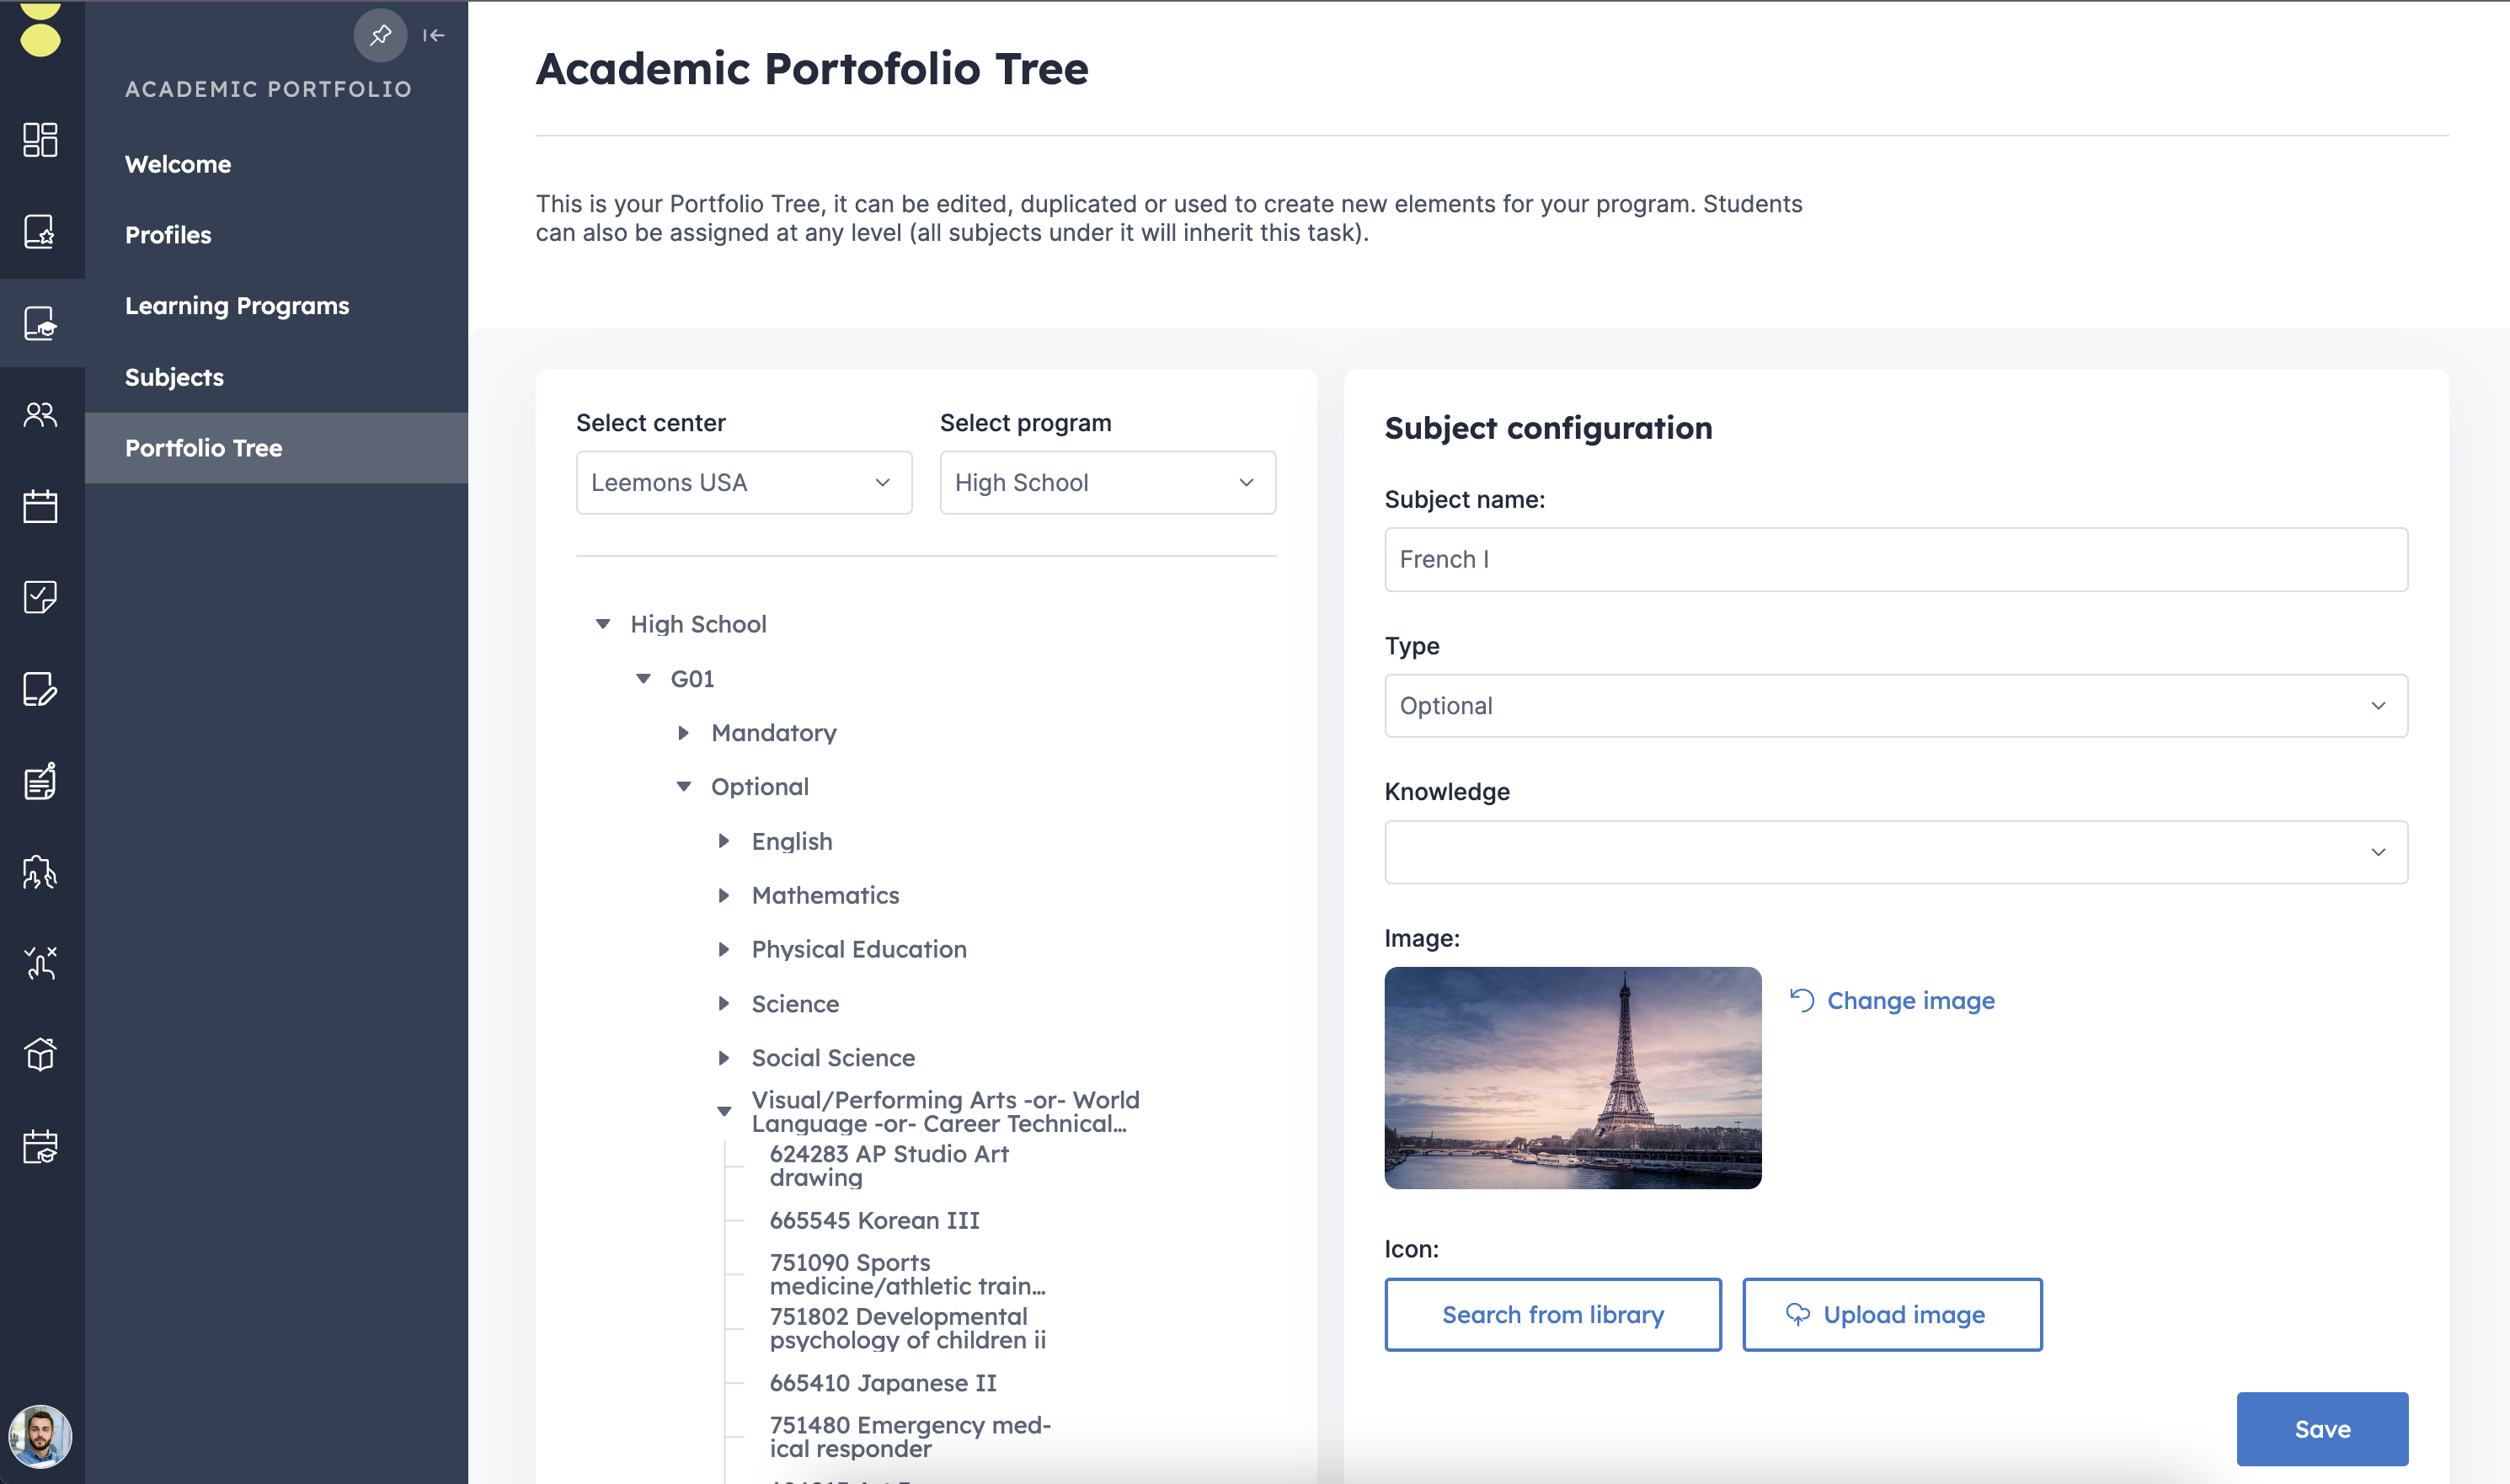 ACADEMIC PORTFOLIO
Welcome
Profiles
Learning Programs
Subjects
Portfolio Tree
Academic Portofolio Tree
This is your Portfolio Tree, it can be edited, duplicated or used to create new elements for your program. Students
can also be assigned at any level (all subjects under it will inherit this task).
Select center
Select program
Leemons USA
High School
High School
G01
Mandatory
Optional
English
Mathematics
Physical Education
Science
Social Science
Visual/Performing Arts -or- World
Language -or- Career Technical...
624283 AP Studio Art
drawing
665545 Korean III
751090 Sports
medicine/athletic train...
751802 Developmental
psychology of children ii
665410 Japanese II
751480 Emergency med-
ical responder
Subject configuration
Subject name:
French I
Type
Optional
Knowledge
Image:
Change image
Icon:
Search from library
Upload image
Save